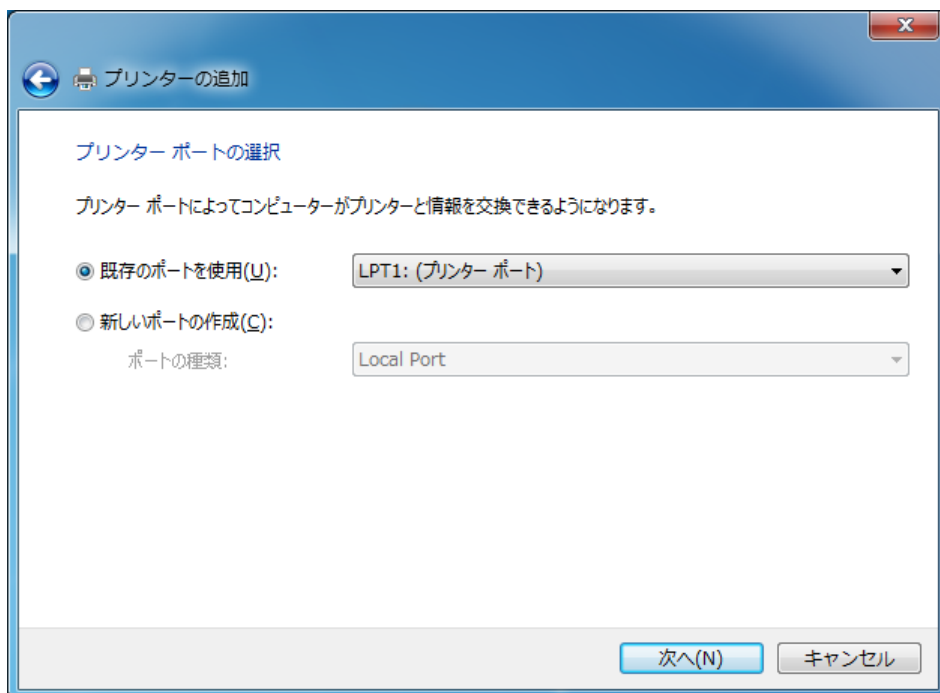 プリンターの追加
プリンター ポートの選択
プリンター ポートによってコンピューターがプリンターと情報を交換できるようになります。
既存のポートを使用(U): LPT1: (プリンター ポート)
新しいポートの作成(C):
ポートの種類: Local Port
次へ(N) キャンセル